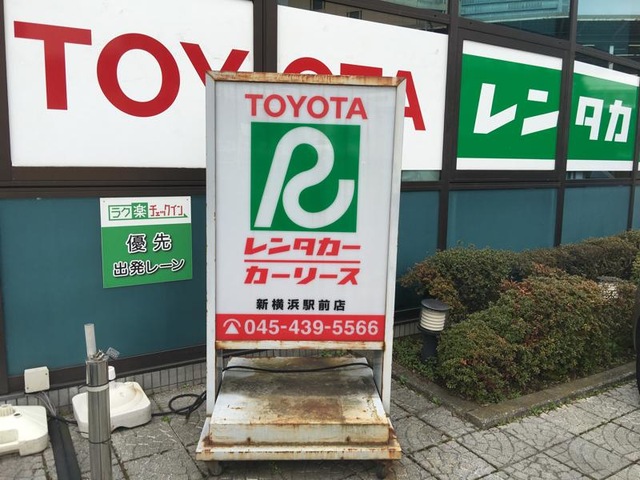 TOYOTA
レンタカ
TOYOTA
R
レンタカー
カーリース
新横浜駅前店
☎045-439-5566
ラク楽チェックイン
優先
出発レーン